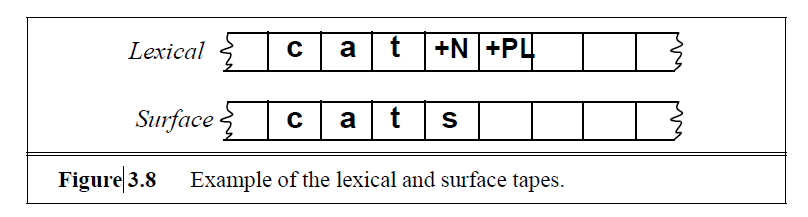 Lexical c a t +N +PL
Surface c a t s
Figure 3.8 Example of the lexical and surface tapes.